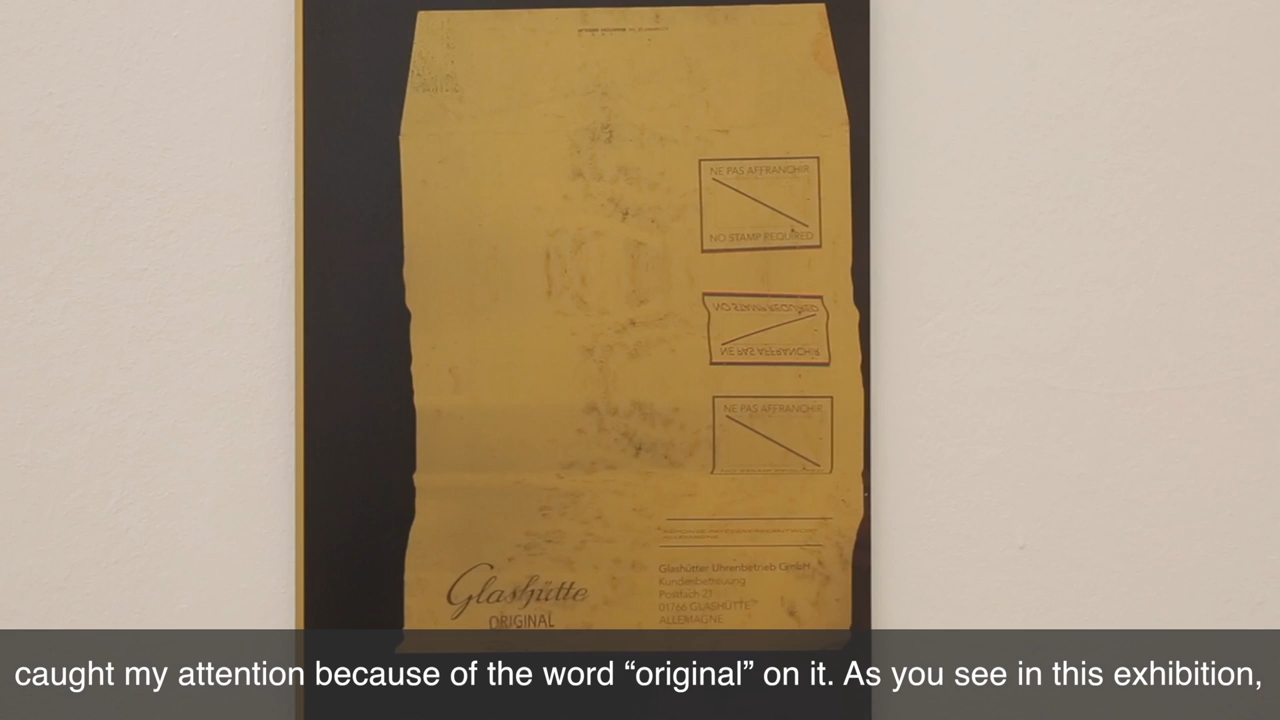 NE PAS AFFRANCHIR
NO STAMP REQUIRED
NO STAMP REQUIRED
NE PAS AFFRANCHIR
NE PAS AFFRANCHIR
ALLEMAGNE
Glashütte
ORIGINAL
Glashütter Uhrenbetrieb GmbH
Kundenbetreuung
Postfach 21
01766 GLASHÜTTE
ALLEMAGNE
caught my attention because of the word “original” on it. As you see in this exhibition,